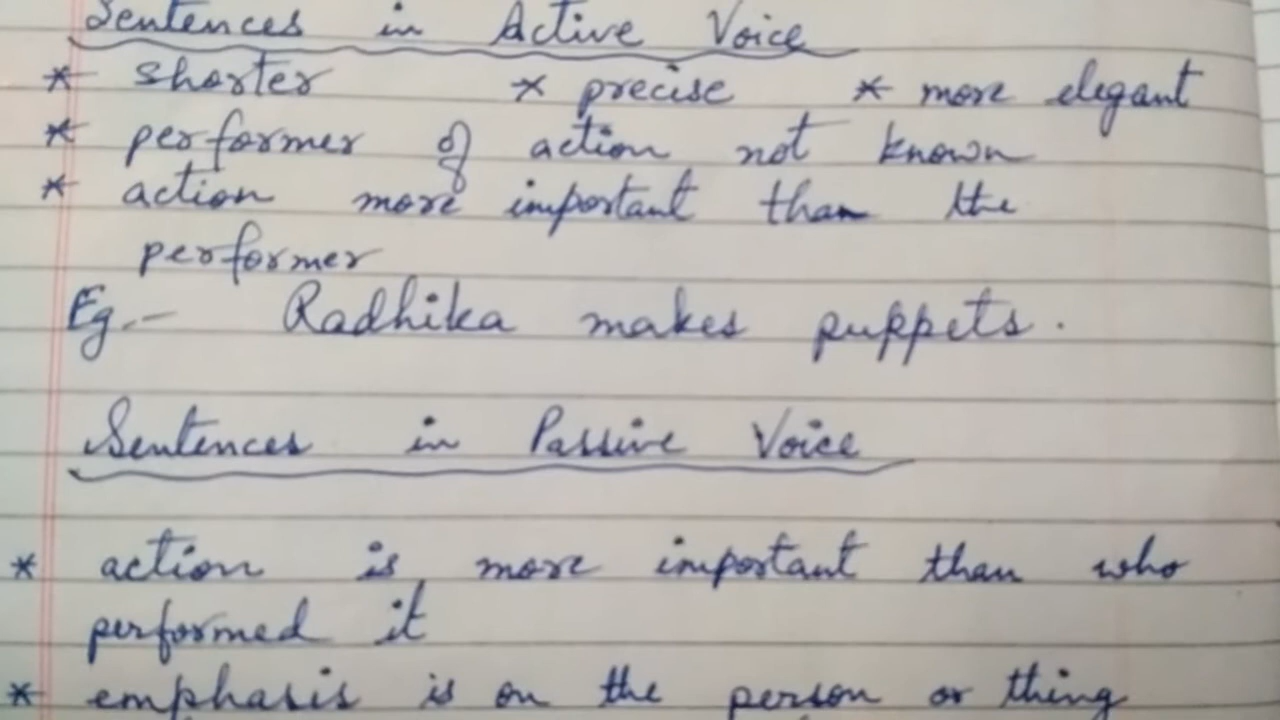 Sentences in Active Voice
* shorter * precise * more elegant
* performer of action not known
* action more important than the
performer
Eg.- Radhika makes puppets.
Sentences in Passive Voice
* action is more important than who
performed it
* emphasis is on the person or thing